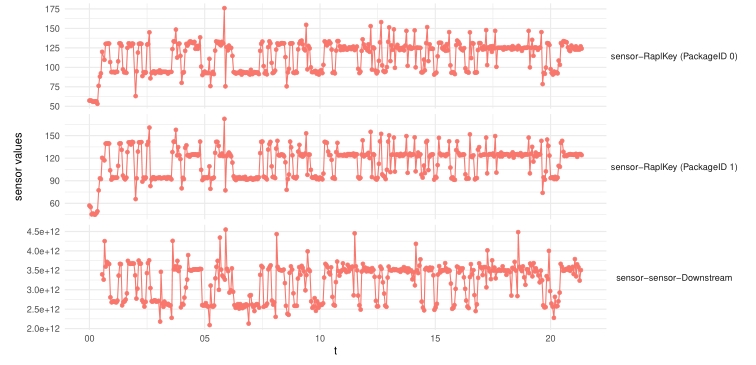 175
150
125
100
75
50
sensor-RaplKey (PackageID 0)
150
120
90
60
sensor-RaplKey (PackageID 1)
4.5e+12
4.0e+12
3.5e+12
3.0e+12
2.5e+12
2.0e+12
sensor-sensor-Downstream
sensor values
00 05 10 15 20
t